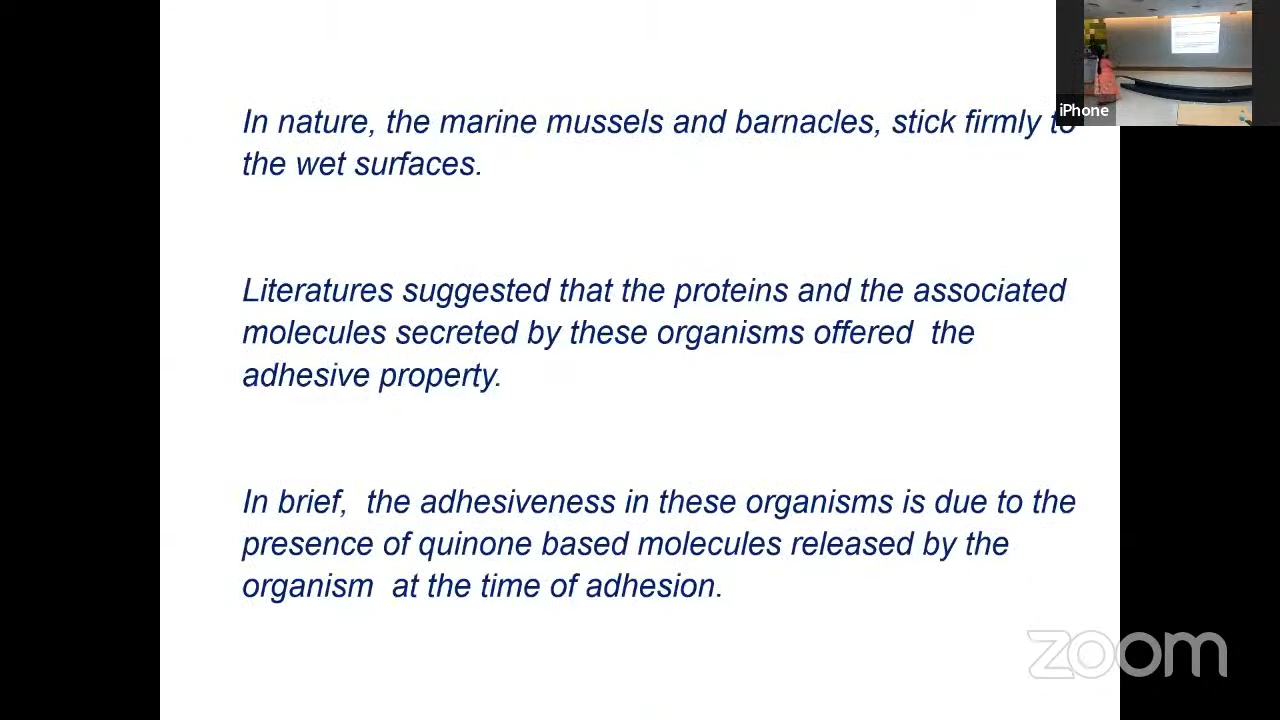 In nature, the marine mussels and barnacles, stick firmly to
the wet surfaces.
Literatures suggested that the proteins and the associated
molecules secreted by these organisms offered the
adhesive property.
In brief, the adhesiveness in these organisms is due to the
presence of quinone based molecules released by the
organism at the time of adhesion.
iPhone
zoom